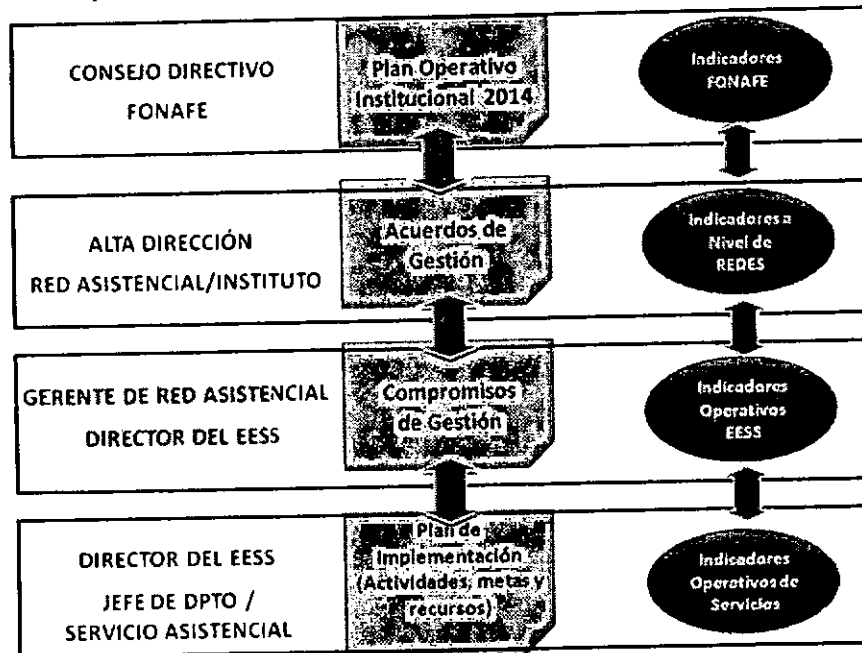 CONSEJO DIRECTIVO
FONAFE
Plan Operativo
Institucional 2014
Indicadores
FONAFE
ALTA DIRECCIÓN
RED ASISTENCIAL/INSTITUTO
Acuerdos de
Gestión
Indicadores a
Nivel de
REDES
GERENTE DE RED ASISTENCIAL
DIRECTOR DEL EESS
Compromisos
de Gestión
Indicadores
Operativos
EESS
DIRECTOR DEL EESS
JEFE DE DPTO /
SERVICIO ASISTENCIAL
Plan de
Implementación
(Actividades, metas y
recursos)
Indicadores
Operativos de
Servicios